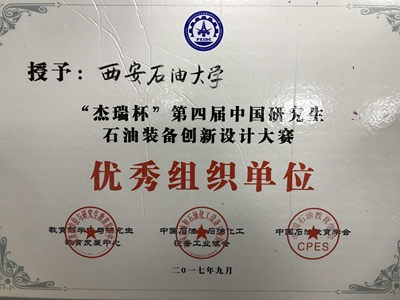 授予：西安石油大学
“杰瑞杯”第四届中国研究生
石油装备创新设计大赛
优秀组织单位
教育部学位与研究生 中国石油和石油化工 中国石油教育学会
教育发展中心 设备工业协会 CPES
二〇一七年九月